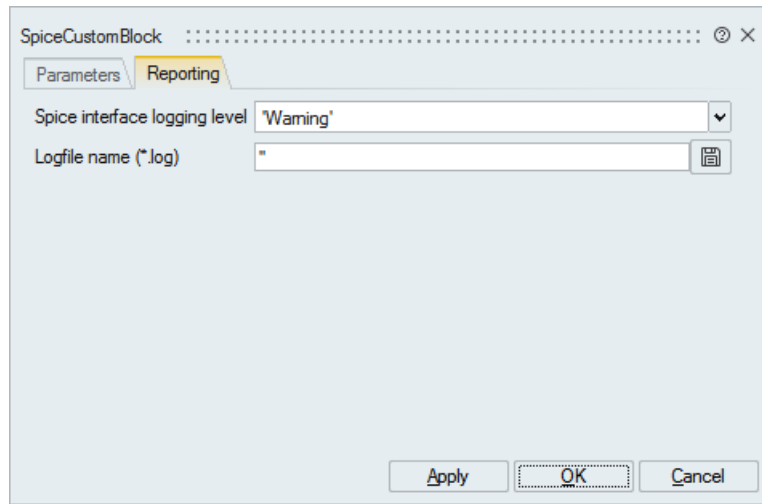 SpiceCustomBlock
Parameters Reporting
Spice interface logging level 'Warning'
Logfile name (*.log) ''
Apply OK Cancel